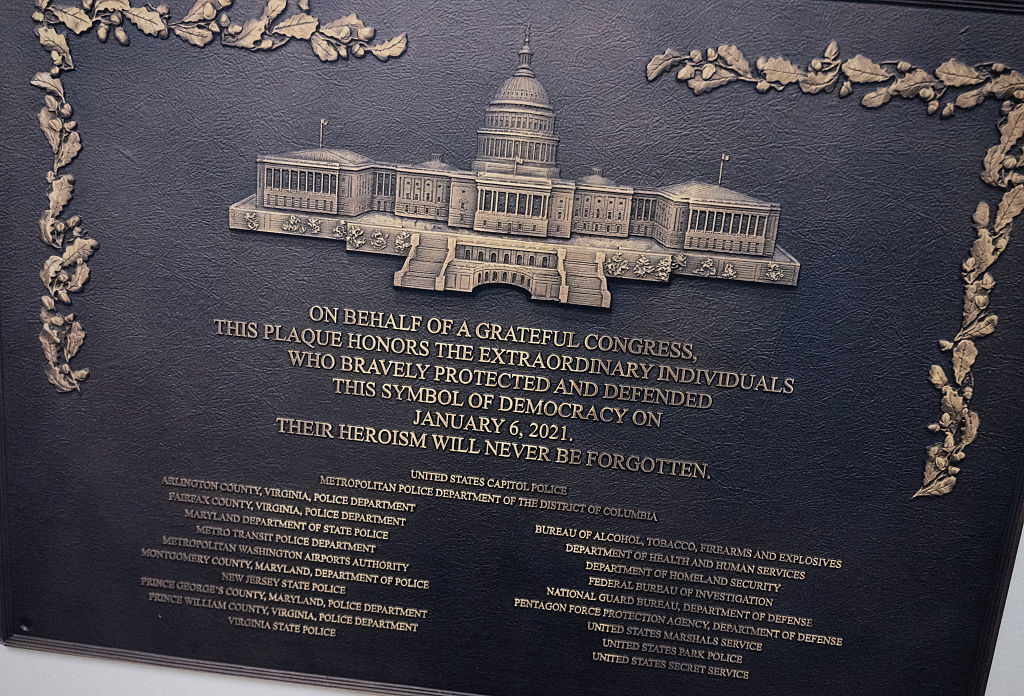 ON BEHALF OF A GRATEFUL CONGRESS,
THIS PLAQUE HONORS THE EXTRAORDINARY INDIVIDUALS
WHO BRAVELY PROTECTED AND DEFENDED
THIS SYMBOL OF DEMOCRACY ON
JANUARY 6, 2021.
THEIR HEROISM WILL NEVER BE FORGOTTEN.
UNITED STATES CAPITOL POLICE
METROPOLITAN POLICE DEPARTMENT OF THE DISTRICT OF COLUMBIA
ARLINGTON COUNTY, VIRGINIA, POLICE DEPARTMENT
FAIRFAX COUNTY, VIRGINIA, POLICE DEPARTMENT
MARYLAND DEPARTMENT OF STATE POLICE
METRO TRANSIT POLICE DEPARTMENT
METROPOLITAN WASHINGTON AIRPORTS AUTHORITY
MONTGOMERY COUNTY, MARYLAND, DEPARTMENT OF POLICE
NEW JERSEY STATE POLICE
PRINCE GEORGE'S COUNTY, MARYLAND, POLICE DEPARTMENT
PRINCE WILLIAM COUNTY, VIRGINIA, POLICE DEPARTMENT
VIRGINIA STATE POLICE
BUREAU OF ALCOHOL, TOBACCO, FIREARMS AND EXPLOSIVES
DEPARTMENT OF HEALTH AND HUMAN SERVICES
DEPARTMENT OF HOMELAND SECURITY
FEDERAL BUREAU OF INVESTIGATION
NATIONAL GUARD BUREAU, DEPARTMENT OF DEFENSE
PENTAGON FORCE PROTECTION AGENCY, DEPARTMENT OF DEFENSE
UNITED STATES MARSHALS SERVICE
UNITED STATES PARK POLICE
UNITED STATES SECRET SERVICE